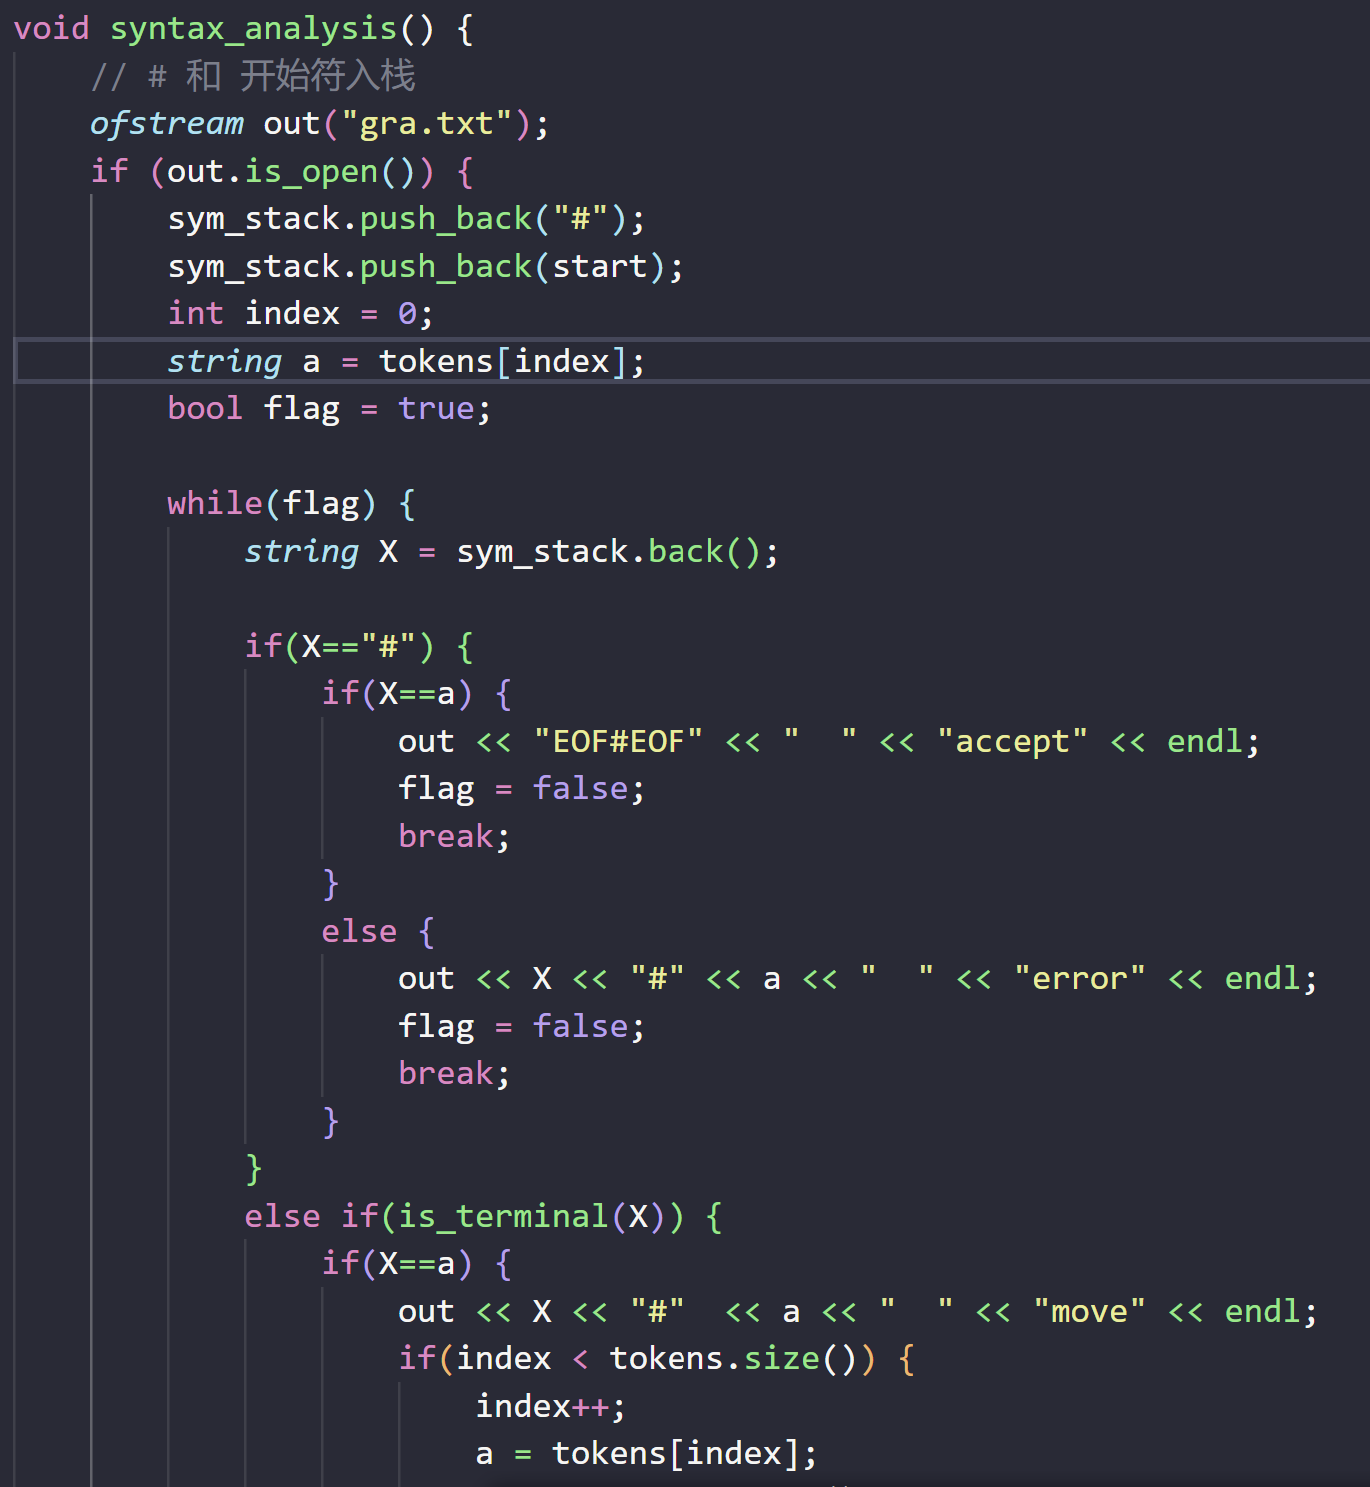 void syntax_analysis() {
// # 和 开始符入栈
ofstream out("gra.txt");
if (out.is_open()) {
sym_stack.push_back("#");
sym_stack.push_back(start);
int index = 0;
string a = tokens[index];
bool flag = true;
while(flag) {
string X = sym_stack.back();
if(X=="#") {
if(X==a) {
out << "EOF#EOF" << "  " << "accept" << endl;
flag = false;
break;
}
else {
out << X << "#" << a << "  " << "error" << endl;
flag = false;
break;
}
}
else if(is_terminal(X)) {
if(X==a) {
out << X << "#"  << a << "  " << "move" << endl;
if(index < tokens.size()) {
index++;
a = tokens[index];